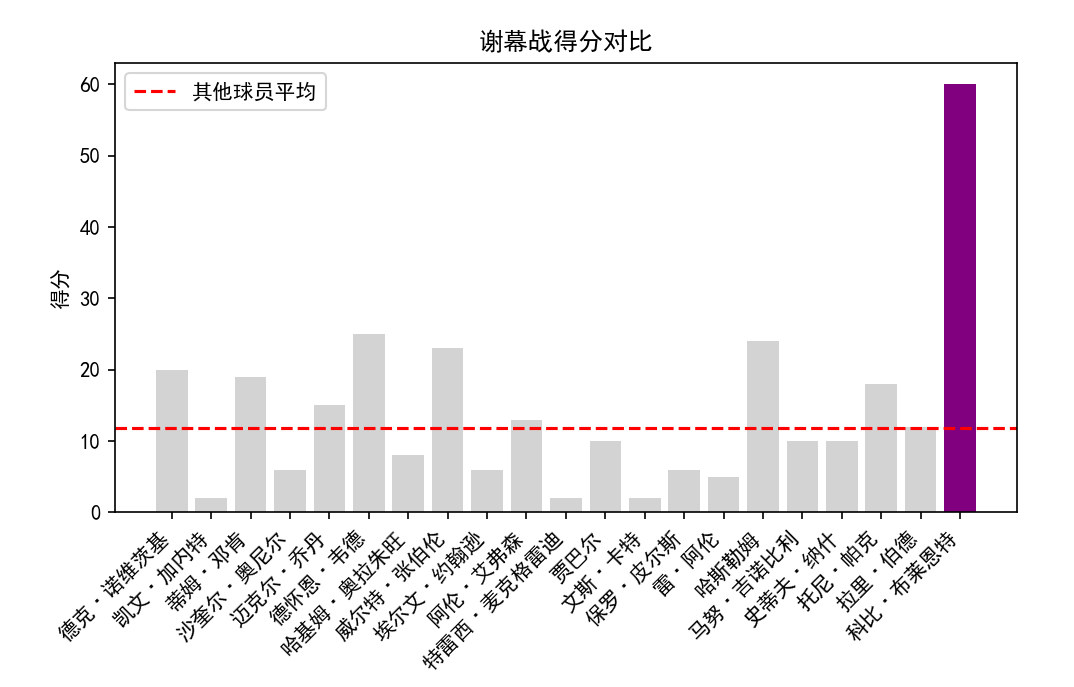 谢幕战得分对比
其他球员平均
得分
60
50
40
30
20
10
0
德克·诺维茨基
凯文·加内特
蒂姆·邓肯
沙奎尔·奥尼尔
迈克尔·乔丹
德怀恩·韦德
哈基姆·奥拉朱旺
威尔特·张伯伦
埃尔文·约翰逊
阿伦·艾弗森
特雷西·麦克格雷迪
贾巴尔
文斯·卡特
保罗·皮尔斯
雷·阿伦
哈斯勒姆
马努·吉诺比利
史蒂夫·纳什
托尼·帕克
拉里·伯德
科比·布莱恩特